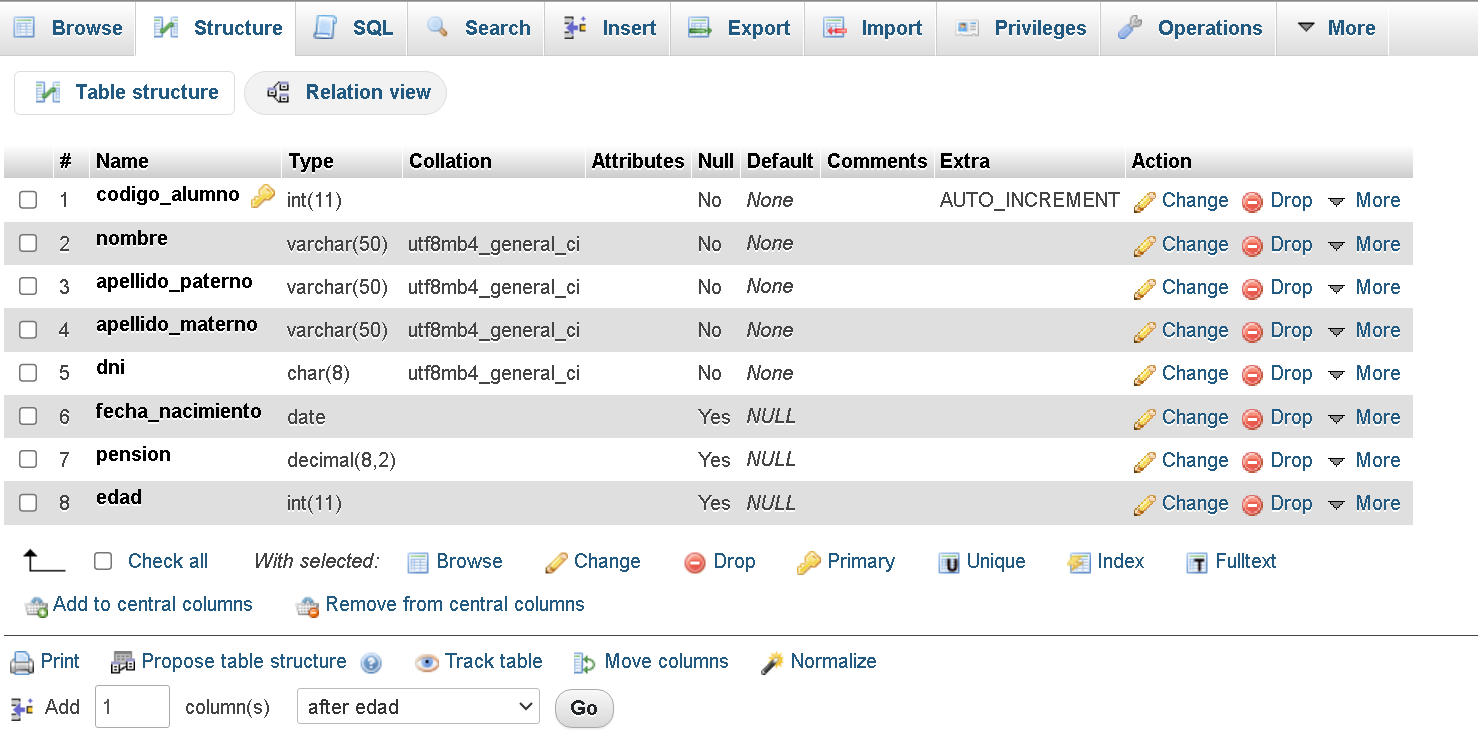 Browse Structure SQL Search Insert Export Import Privileges Operations More
Table structure Relation view
# Name Type Collation Attributes Null Default Comments Extra Action
1 codigo_alumno int(11) No None AUTO_INCREMENT Change Drop More
2 nombre varchar(50) utf8mb4_general_ci No None Change Drop More
3 apellido_paterno varchar(50) utf8mb4_general_ci No None Change Drop More
4 apellido_materno varchar(50) utf8mb4_general_ci No None Change Drop More
5 dni char(8) utf8mb4_general_ci No None Change Drop More
6 fecha_nacimiento date Yes NULL Change Drop More
7 pension decimal(8,2) Yes NULL Change Drop More
8 edad int(11) Yes NULL Change Drop More
Check all With selected: Browse Change Drop Primary U Unique Index T Fulltext
Add to central columns Remove from central columns
Print Propose table structure Track table Move columns Normalize
Add 1 column(s) after edad Go